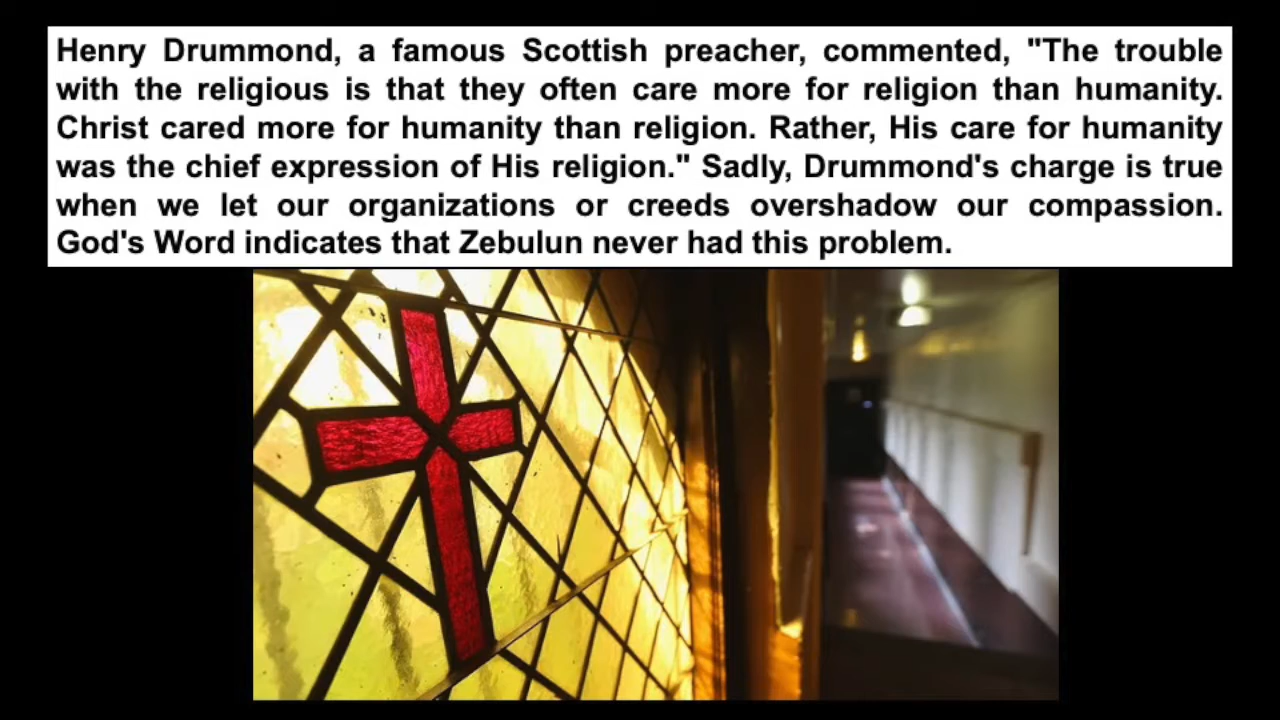 Henry Drummond, a famous Scottish preacher, commented, "The trouble
with the religious is that they often care more for religion than humanity.
Christ cared more for humanity than religion. Rather, His care for humanity
was the chief expression of His religion." Sadly, Drummond's charge is true
when we let our organizations or creeds overshadow our compassion.
God's Word indicates that Zebulun never had this problem.